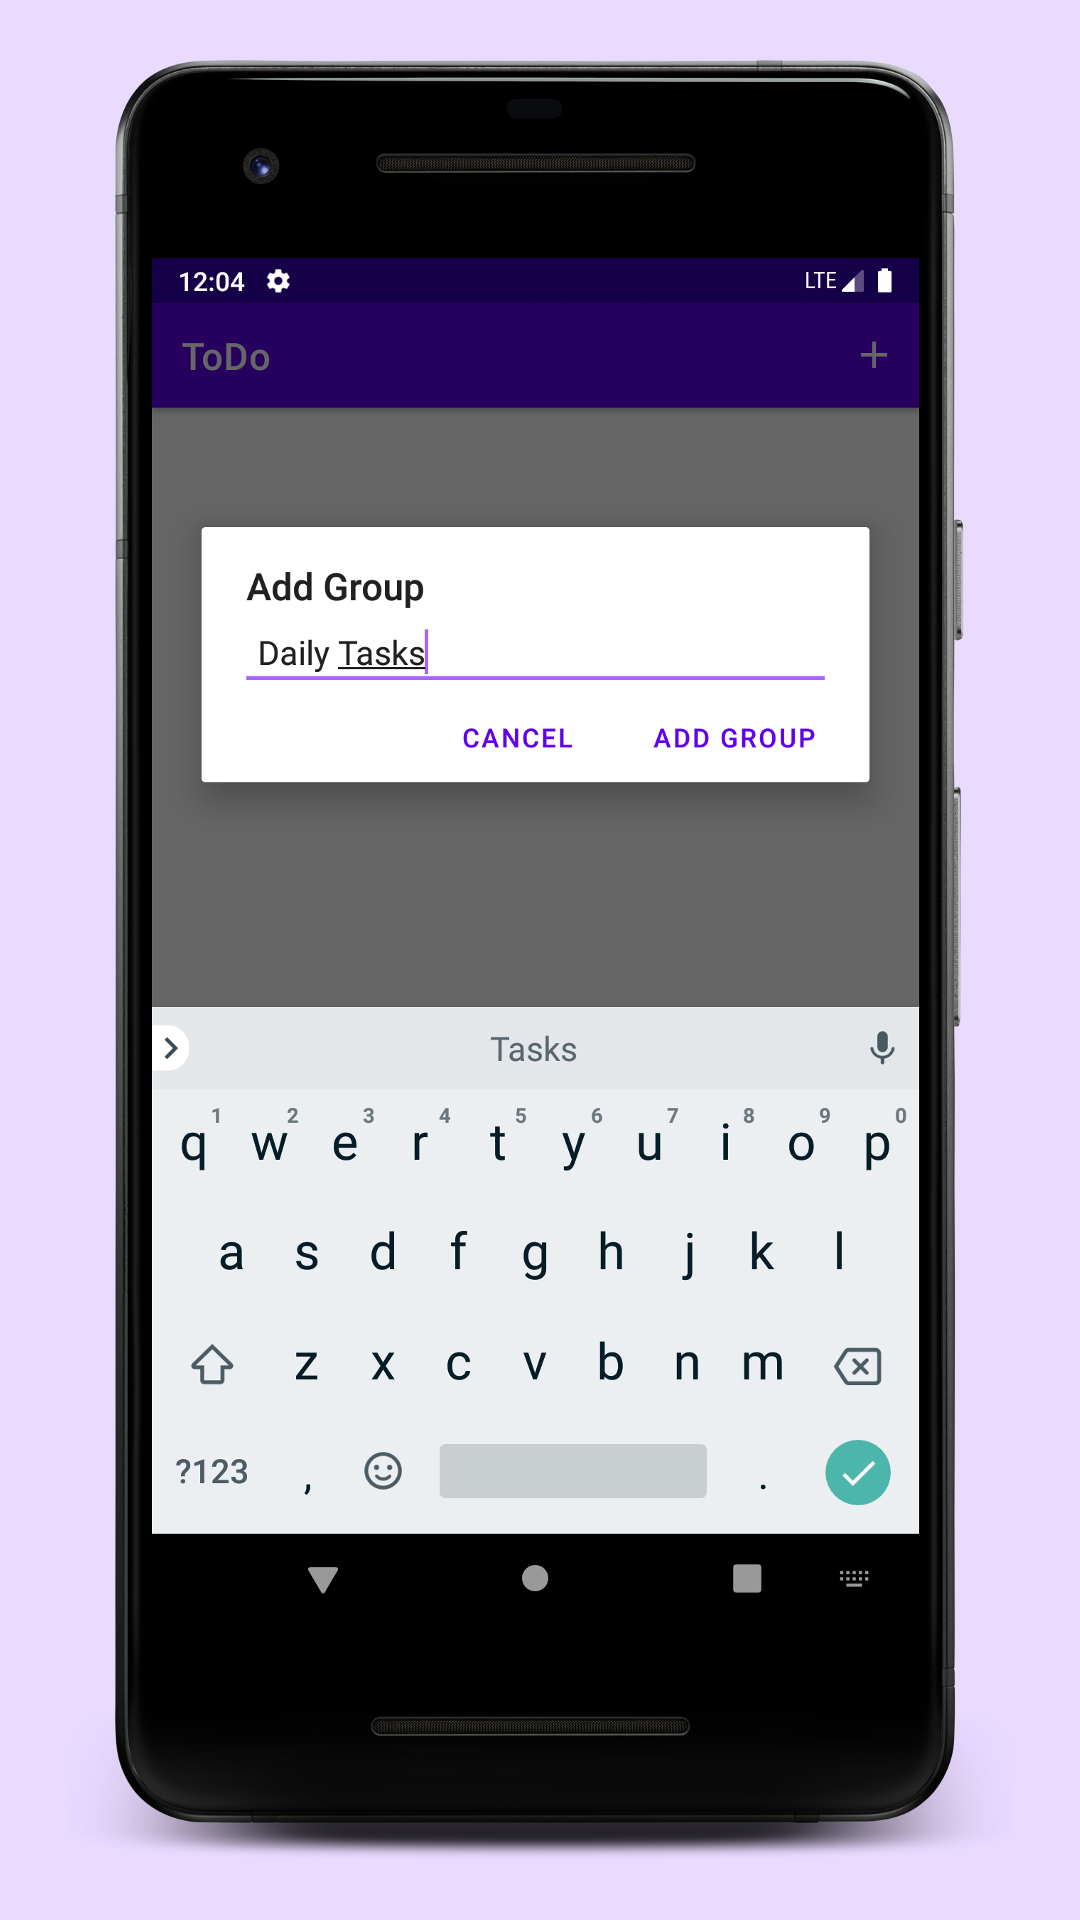 12:04 LTE
ToDo +
Add Group
Daily Tasks
CANCEL ADD GROUP
Tasks
1 2 3 4 5 6 7 8 9 0
q w e r t y u i o p
a s d f g h j k l
z x c v b n m
?123 , .